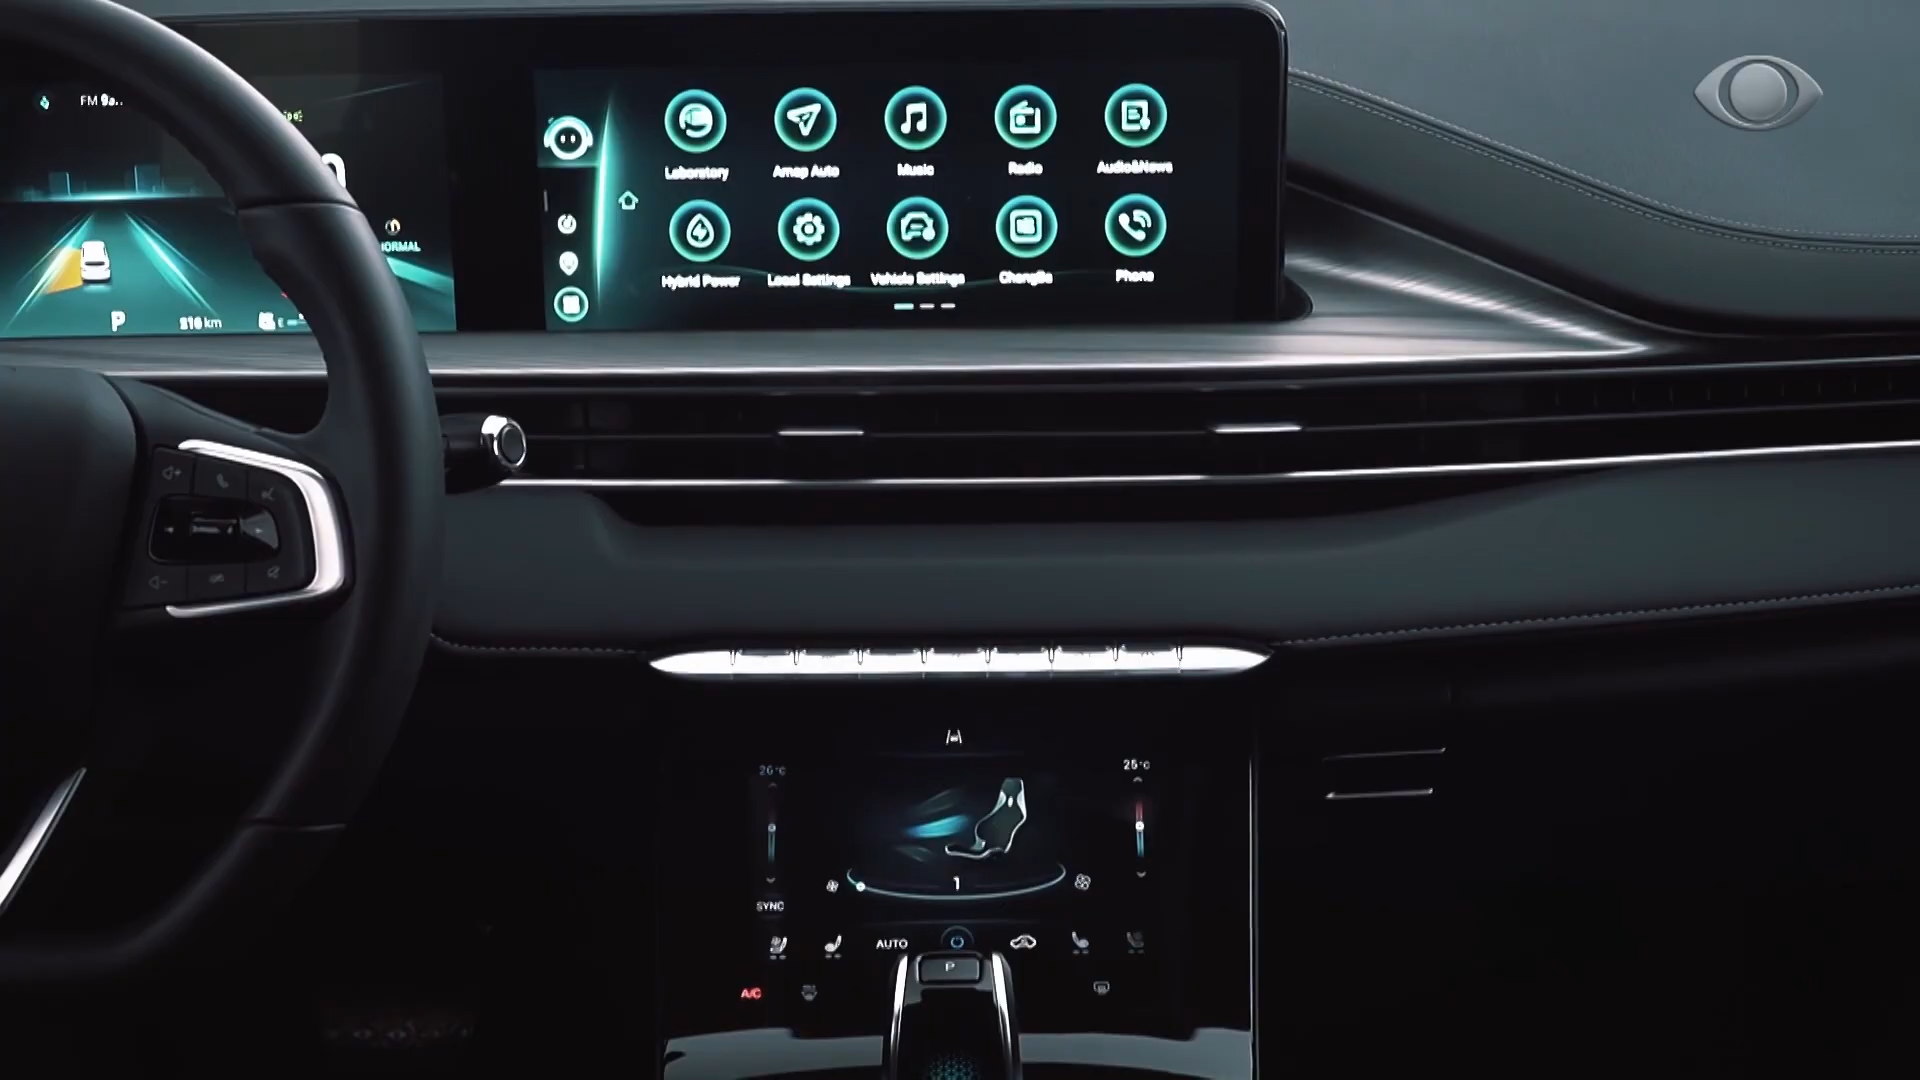 FM
Laboratory
Amap Auto
Music
Radio
Audio&News
NORMAL
Hybrid Power
Local Settings
Vehicle Settings
Phone
P
km
E
26°C
25°C
1
SYNC
AUTO
P
A/C